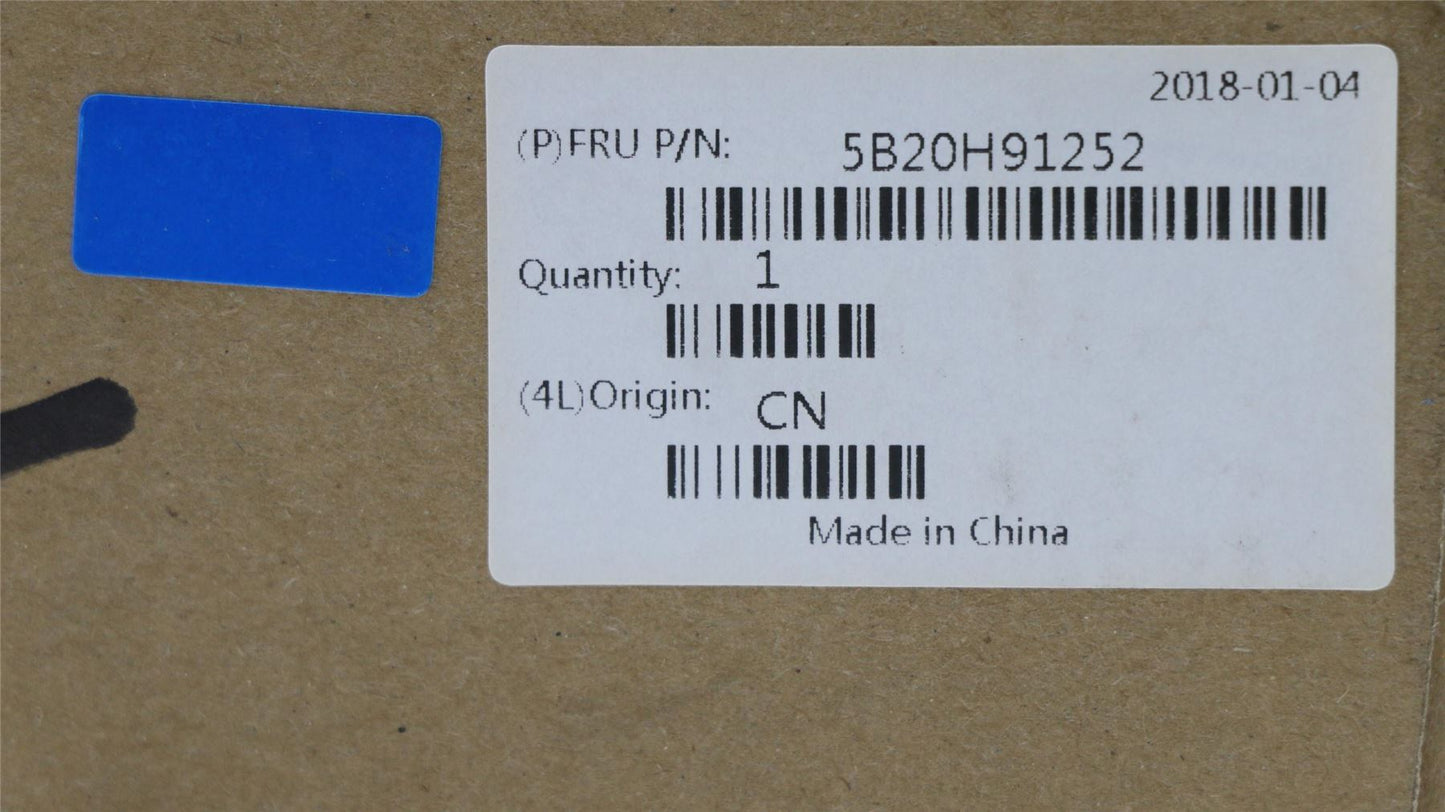 2018-01-04
(P)FRU P/N: 5B20H91252
Quantity: 1
(4L)Origin: CN
Made in China